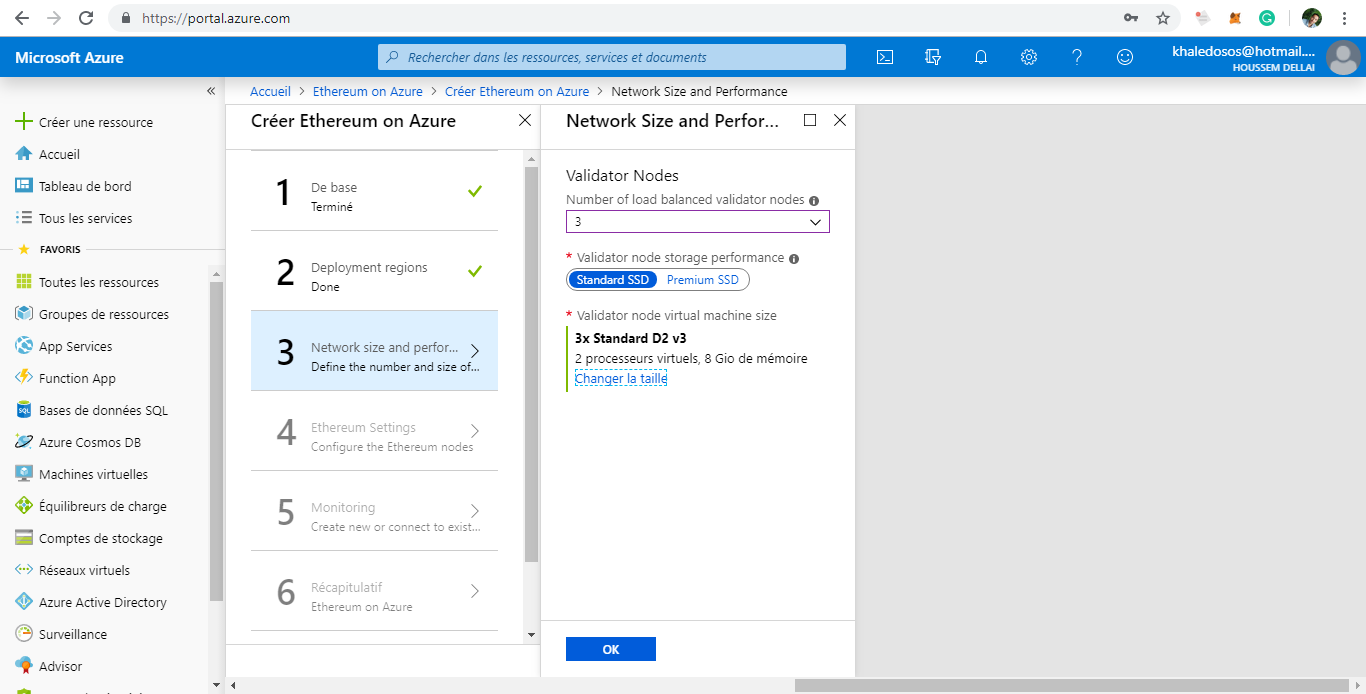 https://portal.azure.com
Microsoft Azure
Rechercher dans les ressources, services et documents
khaledosos@hotmail....
HOUSSEM DELLAI
«
Créer une ressource
Accueil
Tableau de bord
Tous les services
FAVORIS
Toutes les ressources
Groupes de ressources
App Services
Function App
Bases de données SQL
Azure Cosmos DB
Machines virtuelles
Équilibreurs de charge
Comptes de stockage
Réseaux virtuels
Azure Active Directory
Surveillance
Advisor
Accueil > Ethereum on Azure > Créer Ethereum on Azure > Network Size and Performance
Créer Ethereum on Azure
1
De base
Terminé
2
Deployment regions
Done
3
Network size and perfor...
Define the number and size of...
4
Ethereum Settings
Configure the Ethereum nodes
5
Monitoring
Create new or connect to exist...
6
Récapitulatif
Ethereum on Azure
Network Size and Perfor...
Validator Nodes
Number of load balanced validator nodes
3
* Validator node storage performance
Standard SSD Premium SSD
* Validator node virtual machine size
3x Standard D2 v3
2 processeurs virtuels, 8 Gio de mémoire
Changer la taille
OK